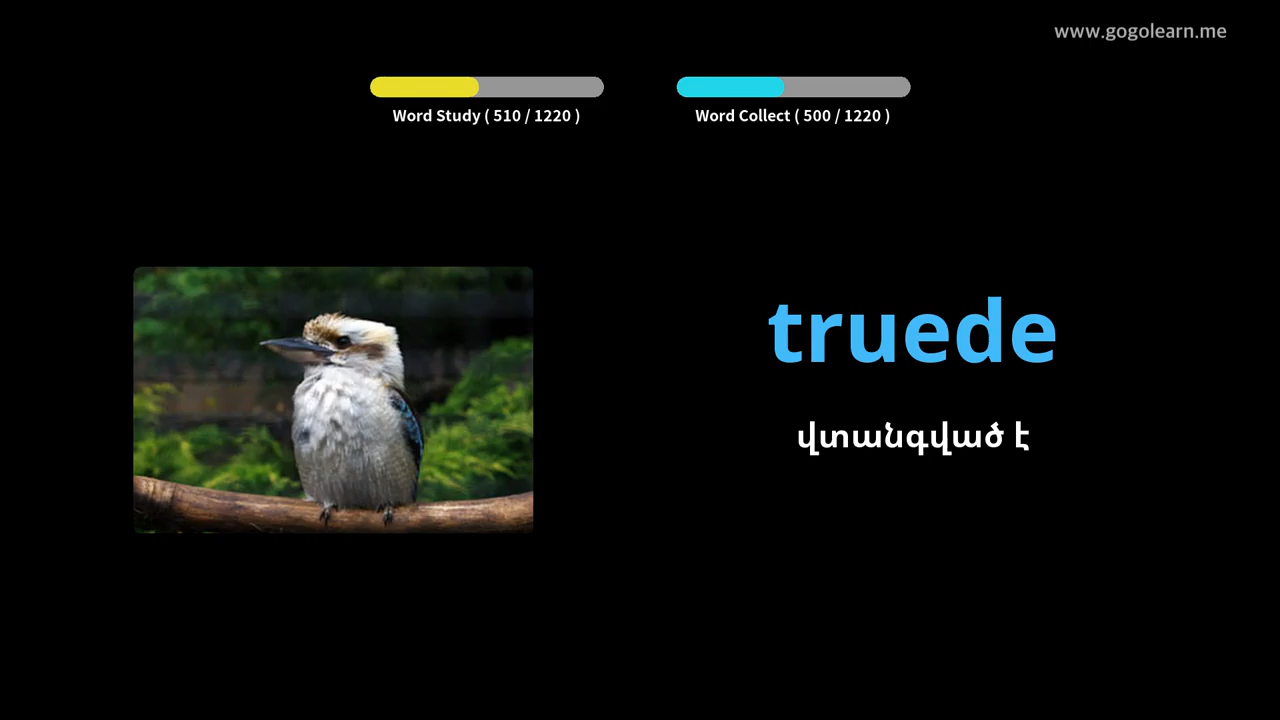 www.gogolearn.me
Word Study ( 510 / 1220 )
Word Collect ( 500 / 1220 )
truede
վտանգված է